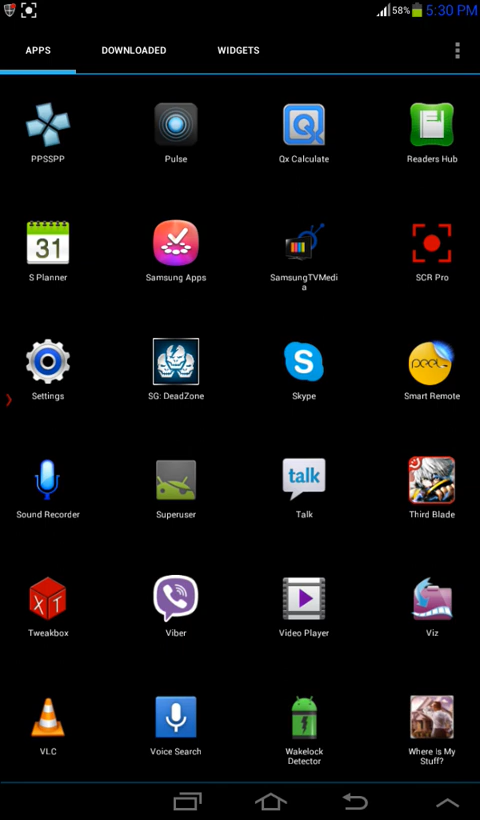 58% 5:30 PM
APPS DOWNLOADED WIDGETS
PPSSPP Pulse Qx Calculate Readers Hub
31
S Planner Samsung Apps SamsungTVMedi SCR Pro
a
peel
Settings SG: DeadZone Skype Smart Remote
talk
Sound Recorder Superuser Talk Third Blade
X T
Tweakbox Viber Video Player Viz
VLC Voice Search Wakelock Where Is My
Detector Stuff?